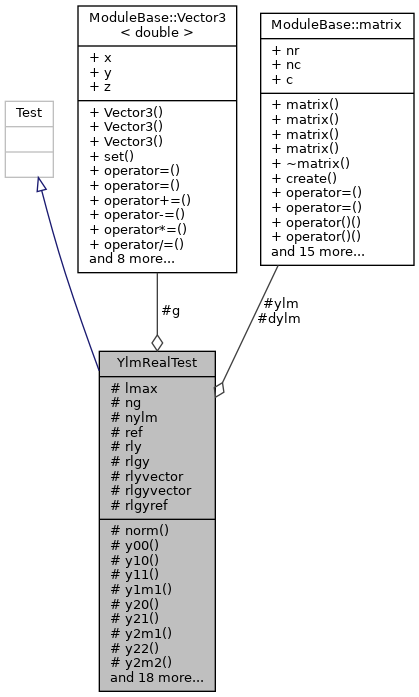 Test
ModuleBase::Vector3
< double >
+ x
+ y
+ z
+ Vector3()
+ Vector3()
+ Vector3()
+ set()
+ operator=()
+ operator=()
+ operator+=()
+ operator-=()
+ operator*=()
+ operator/=()
and 8 more...
ModuleBase::matrix
+ nr
+ nc
+ c
+ matrix()
+ matrix()
+ matrix()
+ matrix()
+ ~matrix()
+ create()
+ operator=()
+ operator=()
+ operator()()
+ operator()()
and 15 more...
#g
#ylm
#dylm
YlmRealTest
# lmax
# ng
# nylm
# ref
# rly
# rlgy
# rlyvector
# rlgyvector
# rlgyref
# norm()
# y00()
# y10()
# y11()
# y1m1()
# y20()
# y21()
# y2m1()
# y22()
# y2m2()
and 18 more...